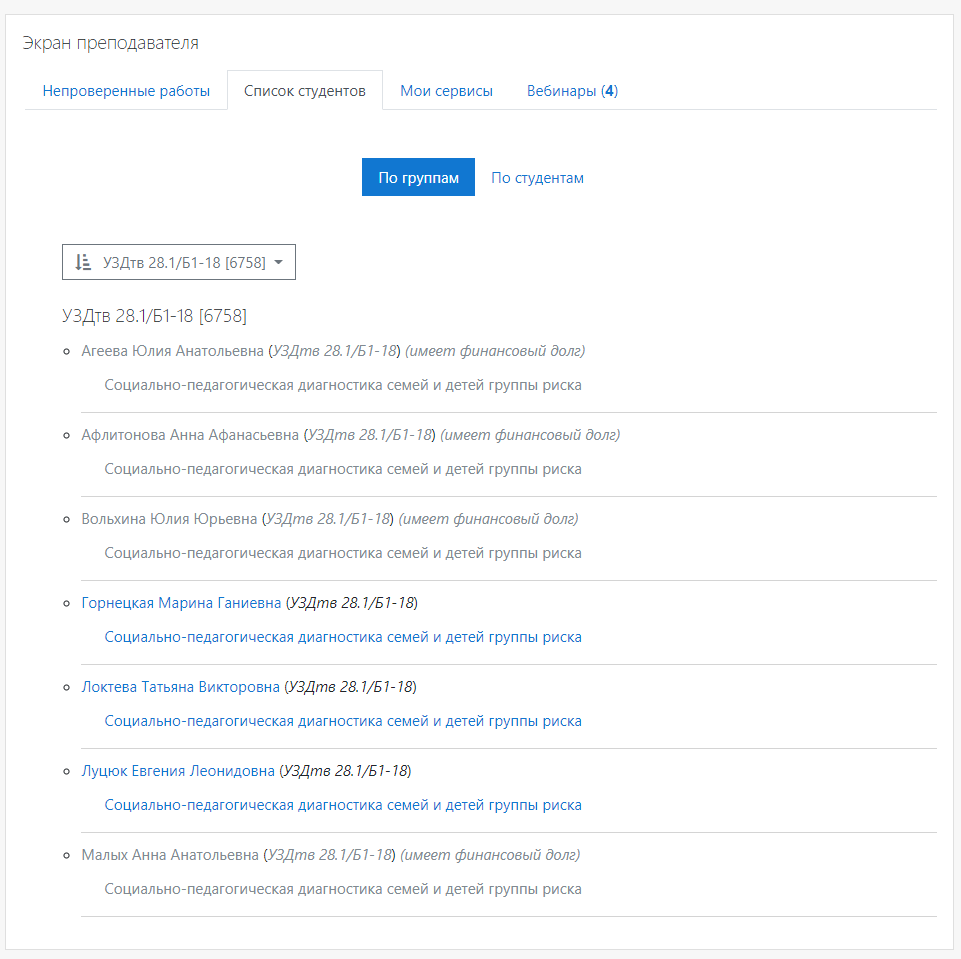 Экран преподавателя
Непроверенные работы Список студентов Мои сервисы Вебинары (4)
По группам По студентам
УЗДтв 28.1/Б1-18 [6758]
УЗДтв 28.1/Б1-18 [6758]
Агеева Юлия Анатольевна (УЗДтв 28.1/Б1-18) (имеет финансовый долг)
Социально-педагогическая диагностика семей и детей группы риска
Афлитонова Анна Афанасьевна (УЗДтв 28.1/Б1-18) (имеет финансовый долг)
Социально-педагогическая диагностика семей и детей группы риска
Вольхина Юлия Юрьевна (УЗДтв 28.1/Б1-18) (имеет финансовый долг)
Социально-педагогическая диагностика семей и детей группы риска
Горнецкая Марина Ганиевна (УЗДтв 28.1/Б1-18)
Социально-педагогическая диагностика семей и детей группы риска
Локтева Татьяна Викторовна (УЗДтв 28.1/Б1-18)
Социально-педагогическая диагностика семей и детей группы риска
Луцюк Евгения Леонидовна (УЗДтв 28.1/Б1-18)
Социально-педагогическая диагностика семей и детей группы риска
Малых Анна Анатольевна (УЗДтв 28.1/Б1-18) (имеет финансовый долг)
Социально-педагогическая диагностика семей и детей группы риска